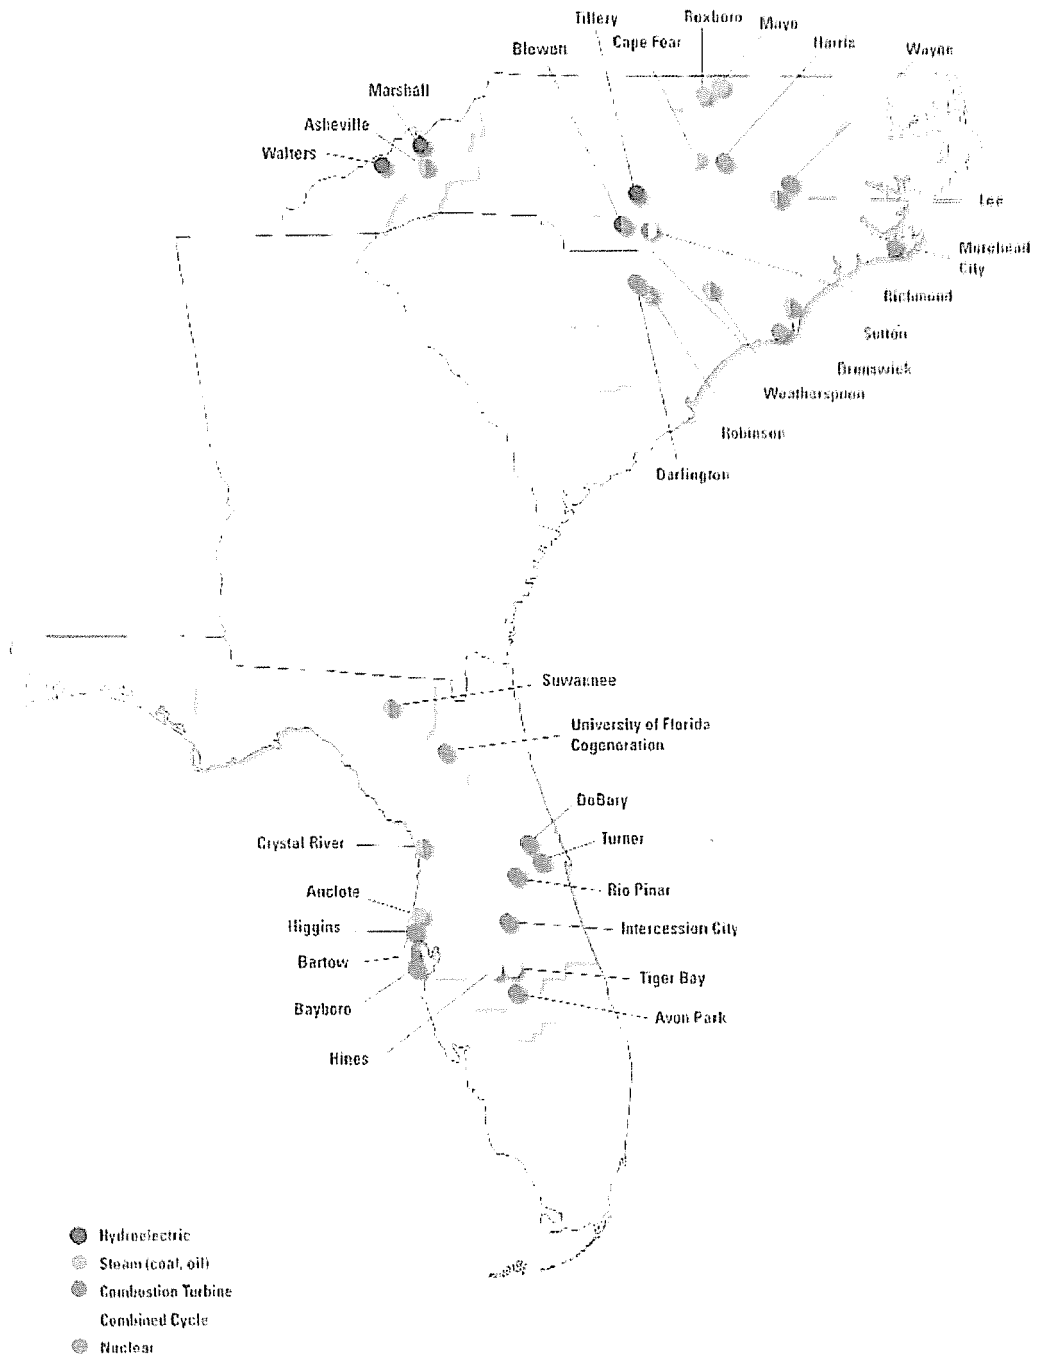 Tillery
Roxboro
Mayo
Blewett
Cape Fear
Harris
Wayne
Marshall
Asheville
Walters
Lee
Morehead
City
Richmond
Sutton
Brunswick
Weatherspoon
Robinson
Darlington
Suwannee
University of Florida
Cogeneration
DeBary
Crystal River
Turner
Anclote
Rio Pinar
Higgins
Intercession City
Bartow
Tiger Bay
Bayboro
Avon Park
Hines
Hydroelectric
Steam (coal, oil)
Combustion Turbine
Combined Cycle
Nuclear